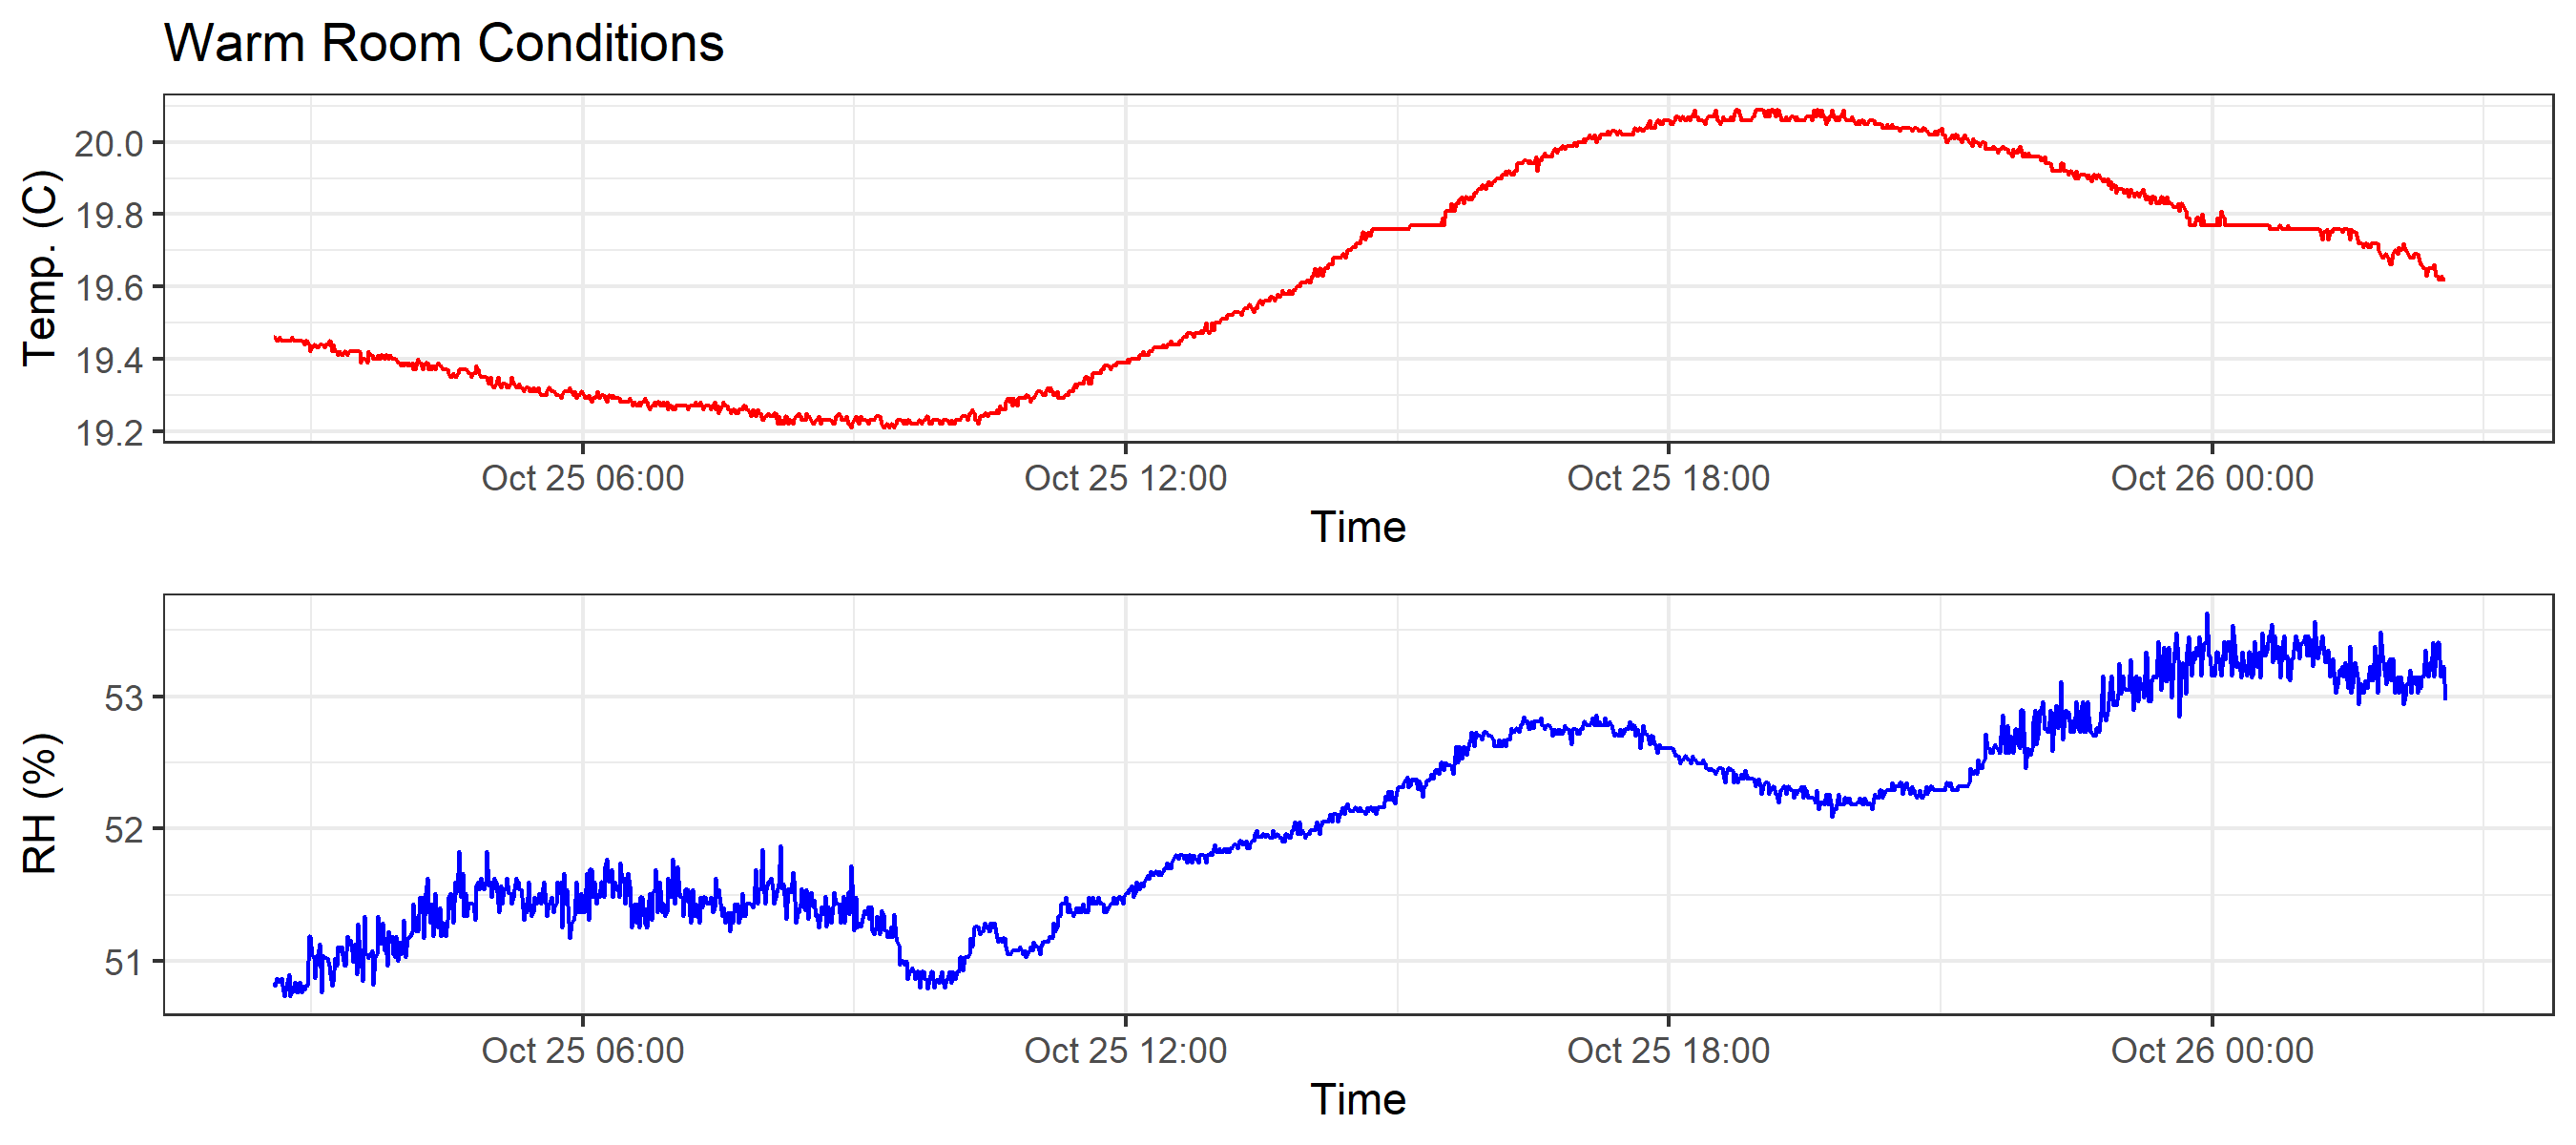 Warm Room Conditions
Temp. (C)
20.0
19.8
19.6
19.4
19.2
Oct 25 06:00 Oct 25 12:00 Oct 25 18:00 Oct 26 00:00
Time
RH (%)
53
52
51
Oct 25 06:00 Oct 25 12:00 Oct 25 18:00 Oct 26 00:00
Time